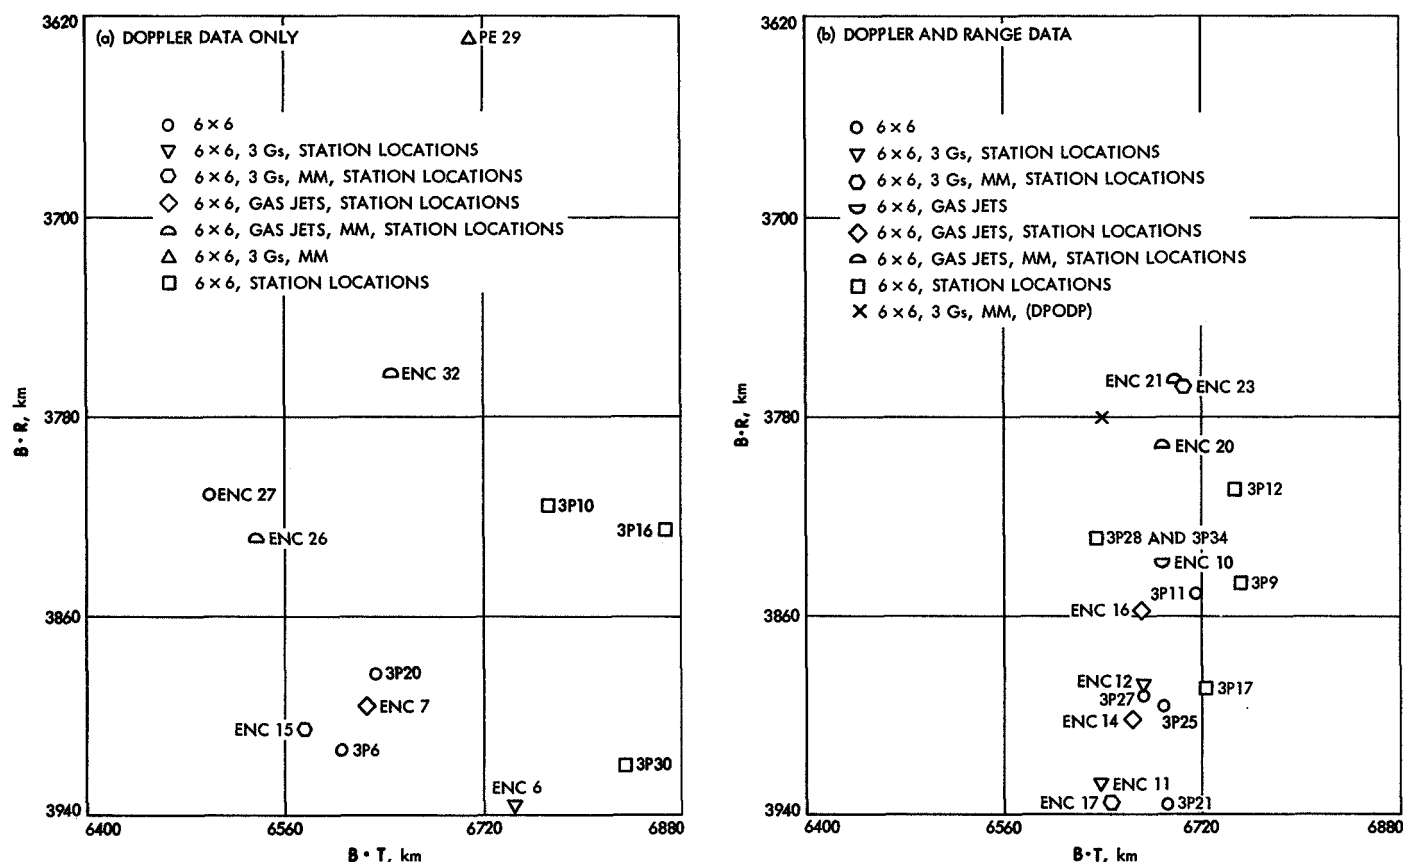 (a) DOPPLER DATA ONLY
PE 29
6 × 6
6 × 6, 3 Gs, STATION LOCATIONS
6 × 6, 3 Gs, MM, STATION LOCATIONS
6 × 6, GAS JETS, STATION LOCATIONS
6 × 6, GAS JETS, MM, STATION LOCATIONS
6 × 6, 3 Gs, MM
6 × 6, STATION LOCATIONS
ENC 32
ENC 27
3P10
3P16
ENC 26
3P20
ENC 7
ENC 15
3P6
3P30
ENC 6
3620
3700
3780
3860
3940
B • R, km
6400
6560
6720
6880
B • T, km
(b) DOPPLER AND RANGE DATA
6 × 6
6 × 6, 3 Gs, STATION LOCATIONS
6 × 6, 3 Gs, MM, STATION LOCATIONS
6 × 6, GAS JETS
6 × 6, GAS JETS, STATION LOCATIONS
6 × 6, GAS JETS, MM, STATION LOCATIONS
6 × 6, STATION LOCATIONS
6 × 6, 3 Gs, MM, (DPODP)
ENC 21
ENC 23
ENC 20
3P12
3P28 AND 3P34
ENC 10
3P9
3P11
ENC 16
ENC 12
3P17
3P27
ENC 14
3P25
ENC 11
ENC 17
3P21
3620
3700
3780
3860
3940
B • R, km
6400
6560
6720
6880
B • T, km